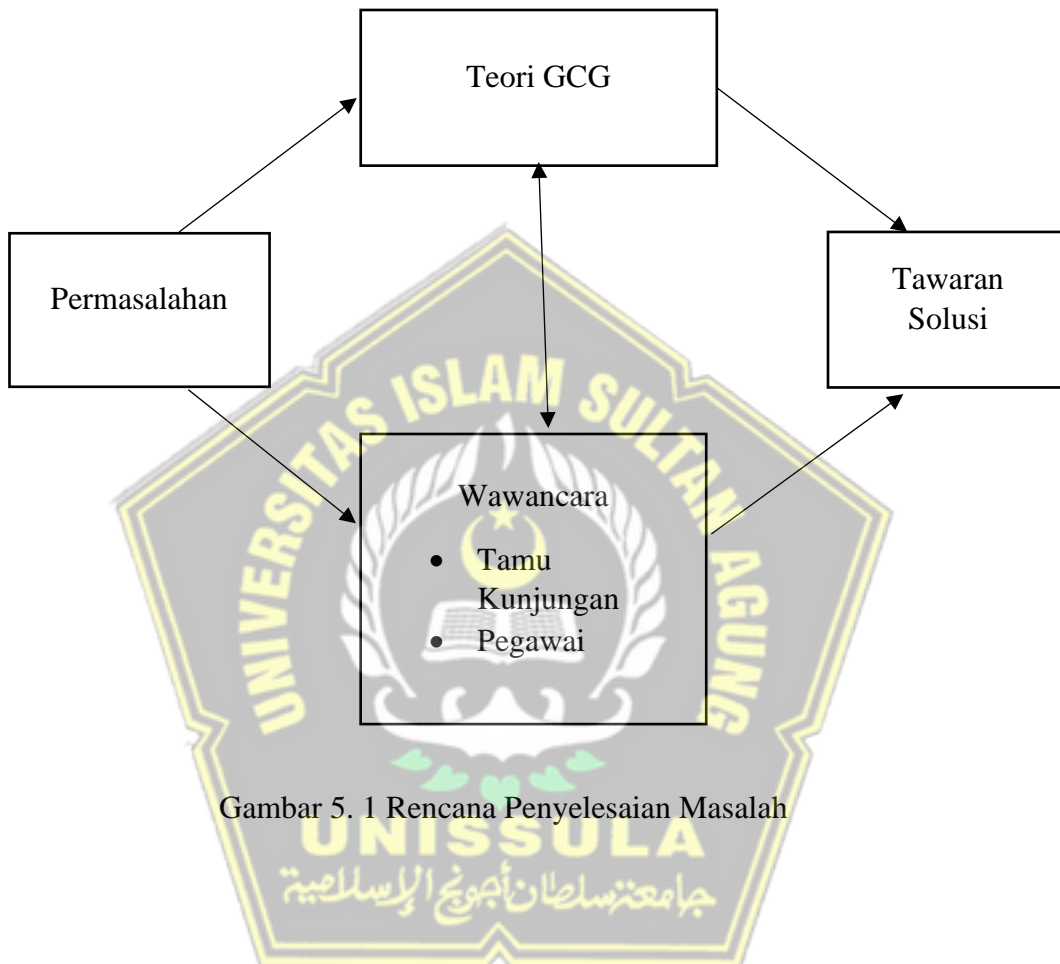 Teori GCG
Permasalahan
Tawaran
Solusi
Wawancara
• Tamu
Kunjungan
• Pegawai
Gambar 5. 1 Rencana Penyelesaian Masalah
UNIVERSITAS ISLAM SULTAN AGUNG
UNISSULA
جامعة سلطان أجونج الإسلامية